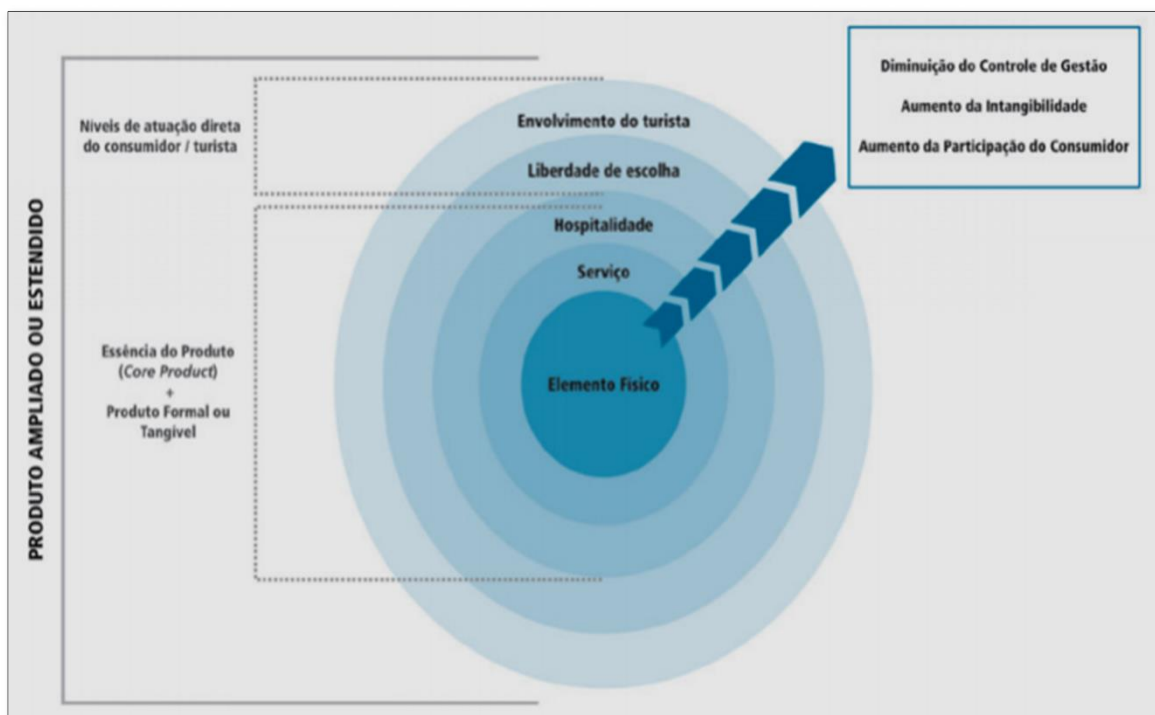 PRODUTO AMPLIADO OU ESTENDIDO
Níveis de atuação direta
do consumidor / turista
Essência do Produto
(Core Product)
+
Produto Formal ou
Tangível
Envolvimento do turista
Liberdade de escolha
Hospitalidade
Serviço
Elemento Físico
Diminuição do Controle de Gestão
Aumento da Intangibilidade
Aumento da Participação do Consumidor